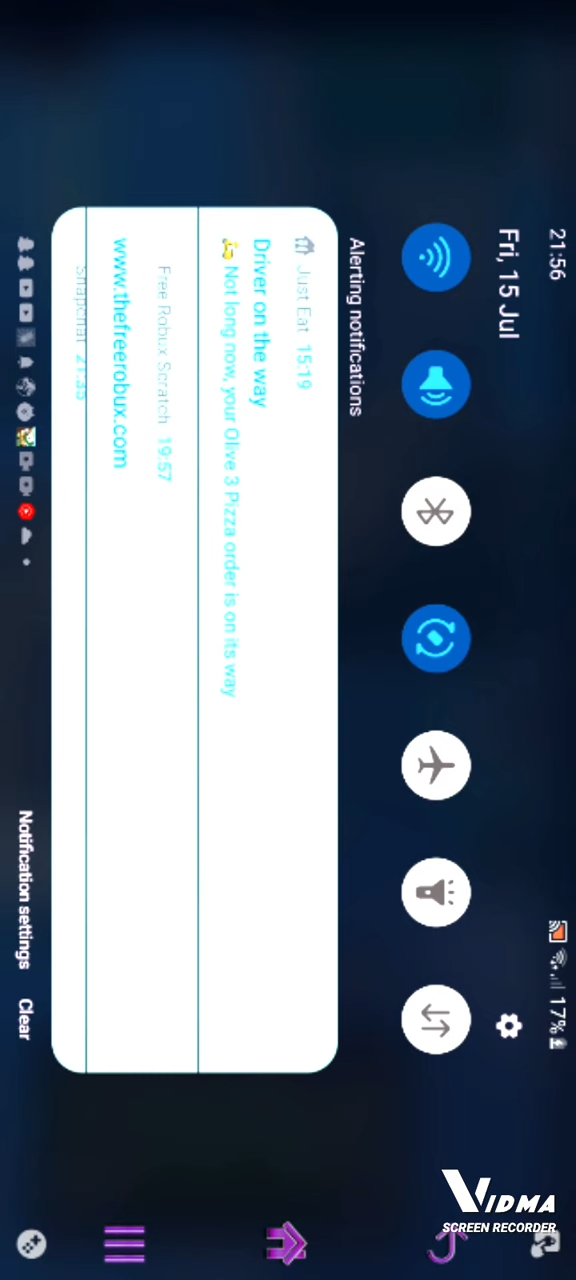 21:56
17%
Fri, 15 Jul
Alerting notifications
Just Eat 15:19
Driver on the way
🛵 Not long now, your Olive 3 Pizza order is on its way
Free Robux Scratch 19:57
www.thefreerobux.com
Snapchat 21:35
Notification settings
Clear
VIDMA
SCREEN RECORDER